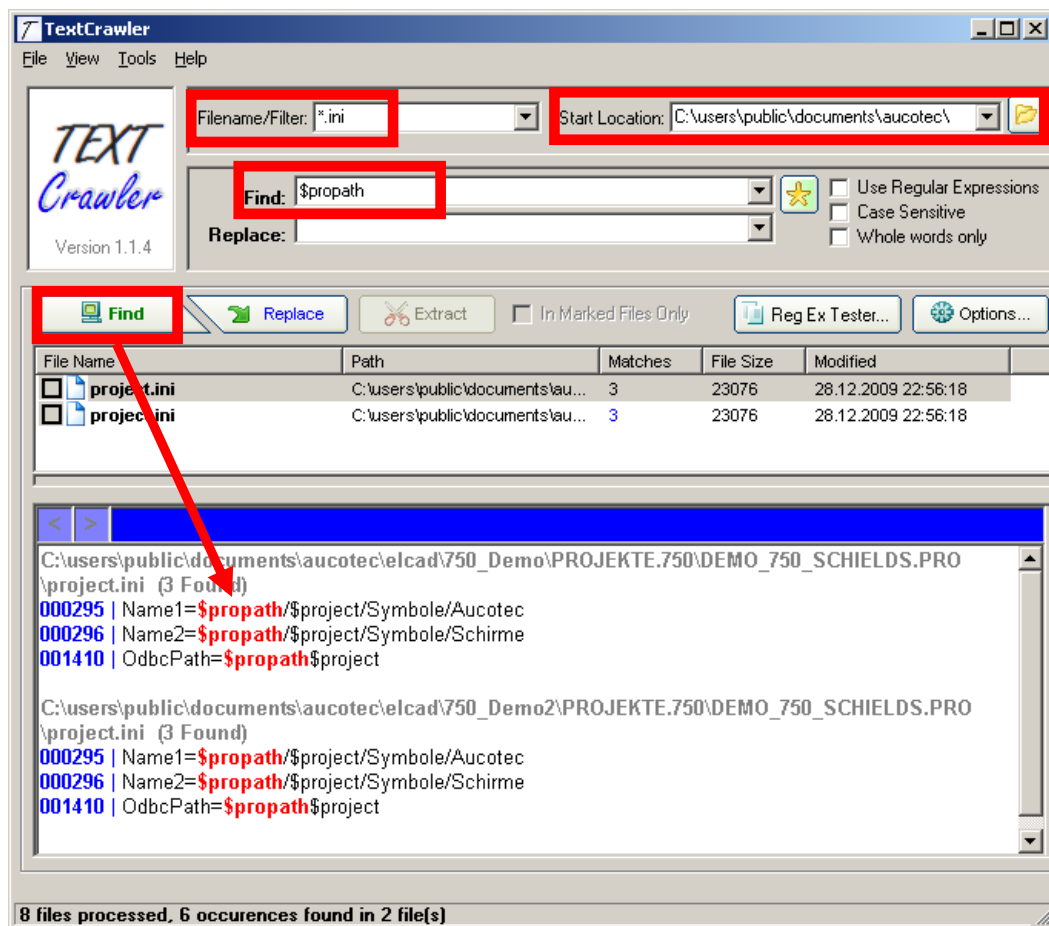 TextCrawler
File View Tools Help
Filename/Filter: *.ini
Start Location: C:\users\public\documents\aucotec\
TEXT
Crawler
Version 1.1.4
Find: $propath
Replace:
Use Regular Expressions
Case Sensitive
Whole words only
Find Replace Extract In Marked Files Only Reg Ex Tester... Options...
File Name Path Matches File Size Modified
project.ini C:\users\public\documents\au... 3 23076 28.12.2009 22:56:18
project.ini C:\users\public\documents\au... 3 23076 28.12.2009 22:56:18
< >
C:\users\public\documents\aucotec\elcad\750_Demo\PROJEKTE.750\DEMO_750_SCHIELDS.PRO
\project.ini (3 Found)
000295 | Name1=$propath/$project/Symbole/Aucotec
000296 | Name2=$propath/$project/Symbole/Schirme
001410 | OdbcPath=$propath$project
C:\users\public\documents\aucotec\elcad\750_Demo2\PROJEKTE.750\DEMO_750_SCHIELDS.PRO
\project.ini (3 Found)
000295 | Name1=$propath/$project/Symbole/Aucotec
000296 | Name2=$propath/$project/Symbole/Schirme
001410 | OdbcPath=$propath$project
8 files processed, 6 occurences found in 2 file(s)